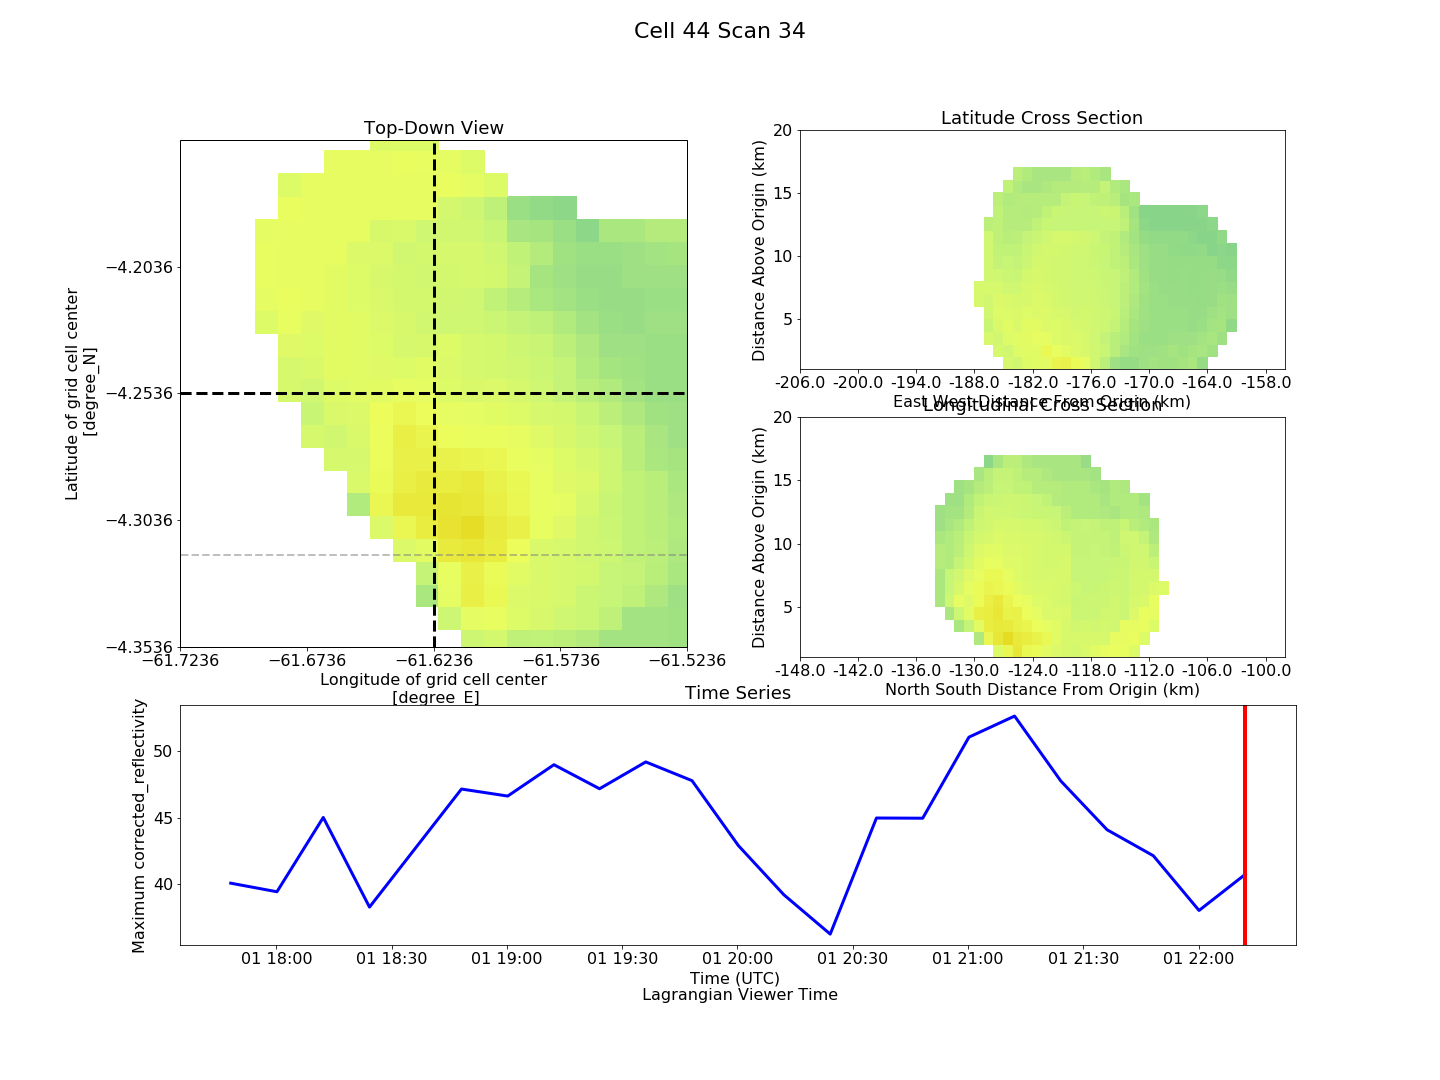 Cell 44 Scan 34
Top-Down View
Latitude of grid cell center
[degree_N]
−4.2036
−4.2536
−4.3036
−4.3536
−61.7236 −61.6736 −61.6236 −61.5736 −61.5236
Longitude of grid cell center
[degree_E]
Latitude Cross Section
Distance Above Origin (km)
20
15
10
5
-206.0 -200.0 -194.0 -188.0 -182.0 -176.0 -170.0 -164.0 -158.0
East West Distance From Origin (km)
Longitudinal Cross Section
Distance Above Origin (km)
20
15
10
5
-148.0 -142.0 -136.0 -130.0 -124.0 -118.0 -112.0 -106.0 -100.0
North South Distance From Origin (km)
Time Series
Maximum corrected_reflectivity
50
45
40
01 18:00 01 18:30 01 19:00 01 19:30 01 20:00 01 20:30 01 21:00 01 21:30 01 22:00
Time (UTC)
Lagrangian Viewer Time